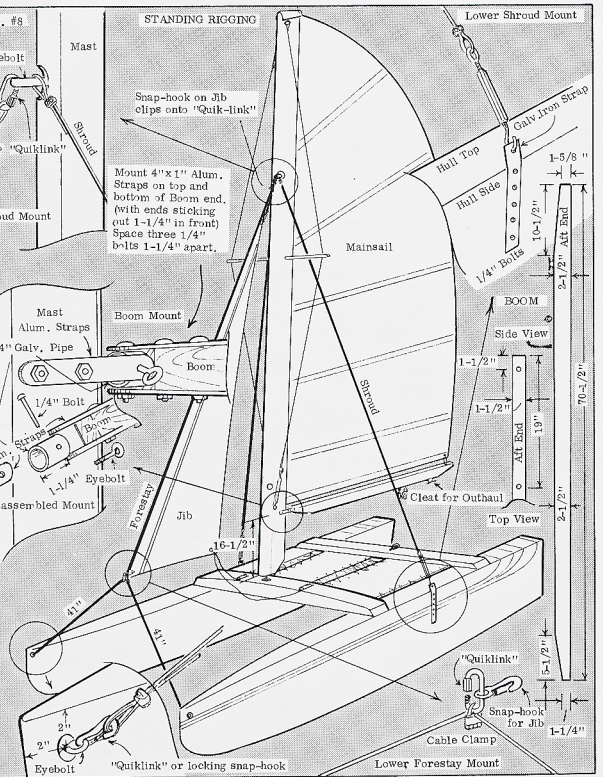 . #8
Mast
STANDING RIGGING
Lower Shroud Mount
ebolt
"Quiklink"
Shroud
oud Mount
Snap-hook on Jib
clips onto "Quik-link"
Galv. Iron Strap
Hull Top
Hull Side
1/4" Bolts
Mount 4"x 1" Alum.
Straps on top and
bottom of Boom end.
(with ends sticking
out 1-1/4" in front)
Space three 1/4"
bolts 1-1/4" apart.
Mainsail
1-5/8 "
10-1/2"
Aft End
2-1/2"
BOOM
Side View
70-1/2"
Mast
Alum. Straps
4" Galv. Pipe
Boom Mount
Boom
1/4" Bolt
Straps
Boom
1-1/4"
Eyebolt
assembled Mount
Shroud
1-1/2"
1-1/2"
19"
Aft End
Top View
2-1/2"
Cleat for Outhaul
Forestay
Jib
16-1/2"
41"
41"
5-1/2"
1-1/4"
2"
2"
Eyebolt
"Quiklink" or locking snap-hook
"Quiklink"
Snap-hook
for Jib
Cable Clamp
Lower Forestay Mount